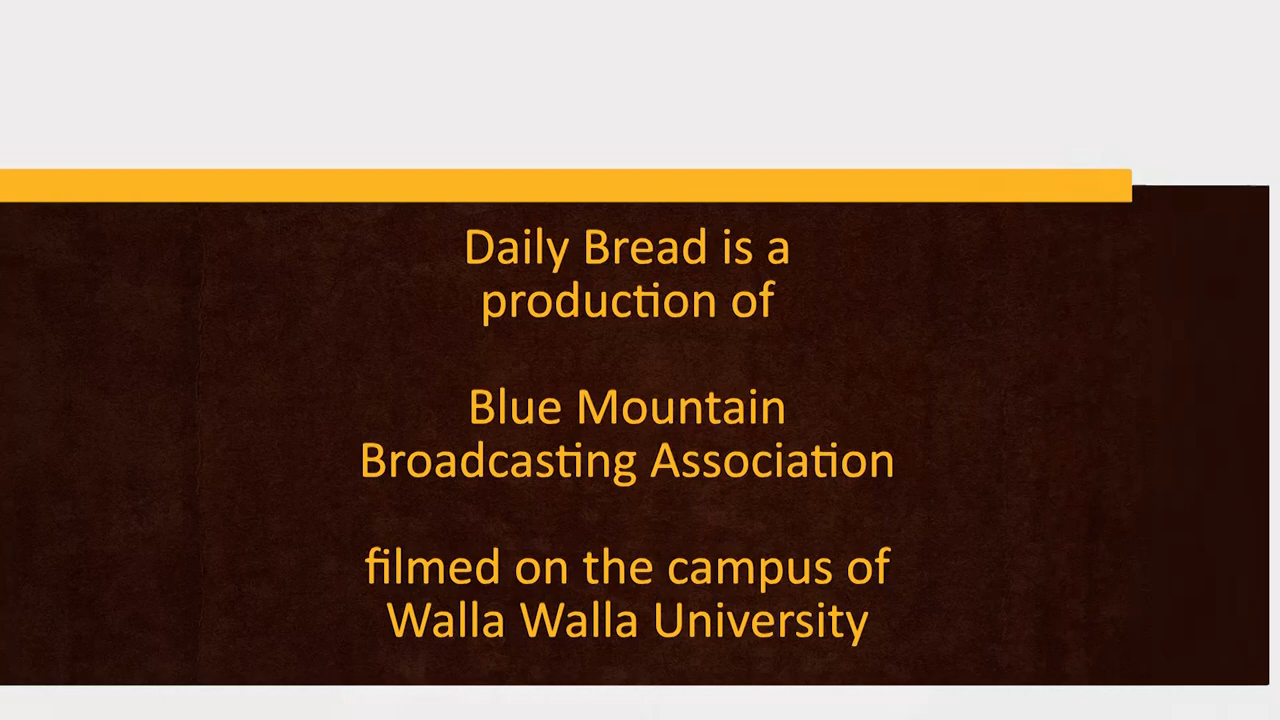 Daily Bread is a
production of
Blue Mountain
Broadcasting Association
filmed on the campus of
Walla Walla University